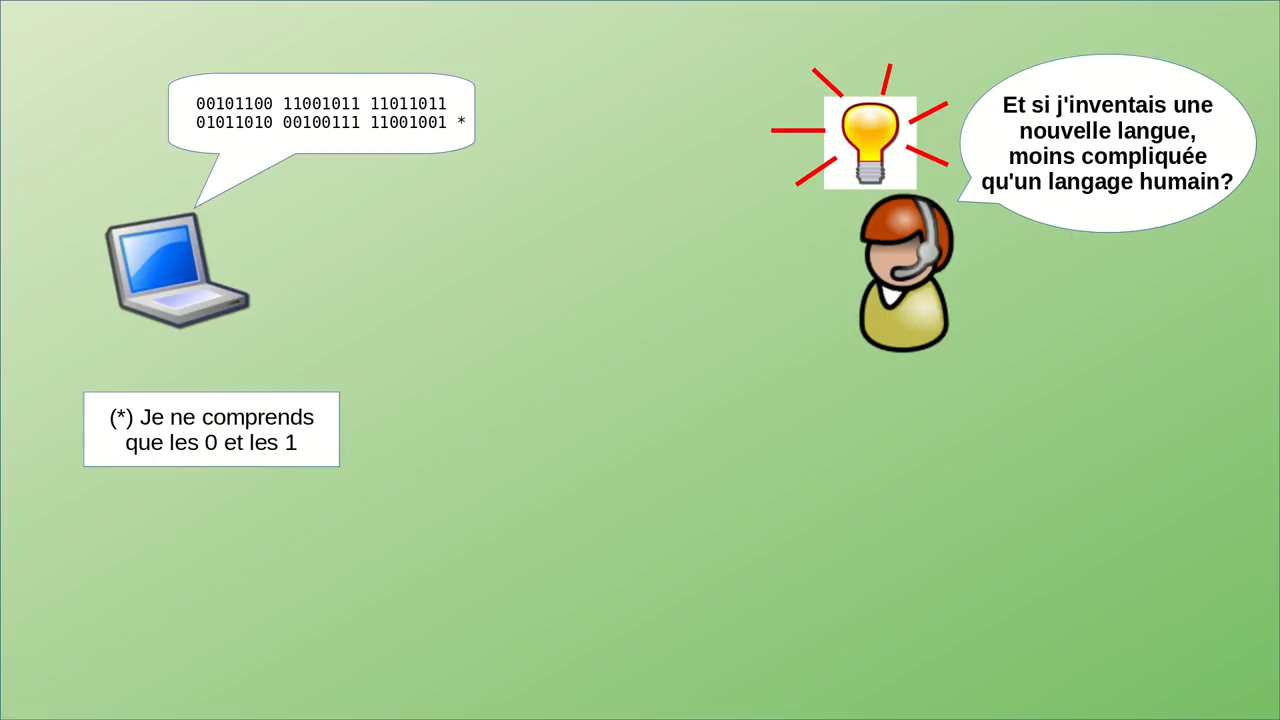 00101100 11001011 11011011
01011010 00100111 11001001 *
Et si j'inventais une
nouvelle langue,
moins compliquée
qu'un langage humain?
(*) Je ne comprends
que les 0 et les 1